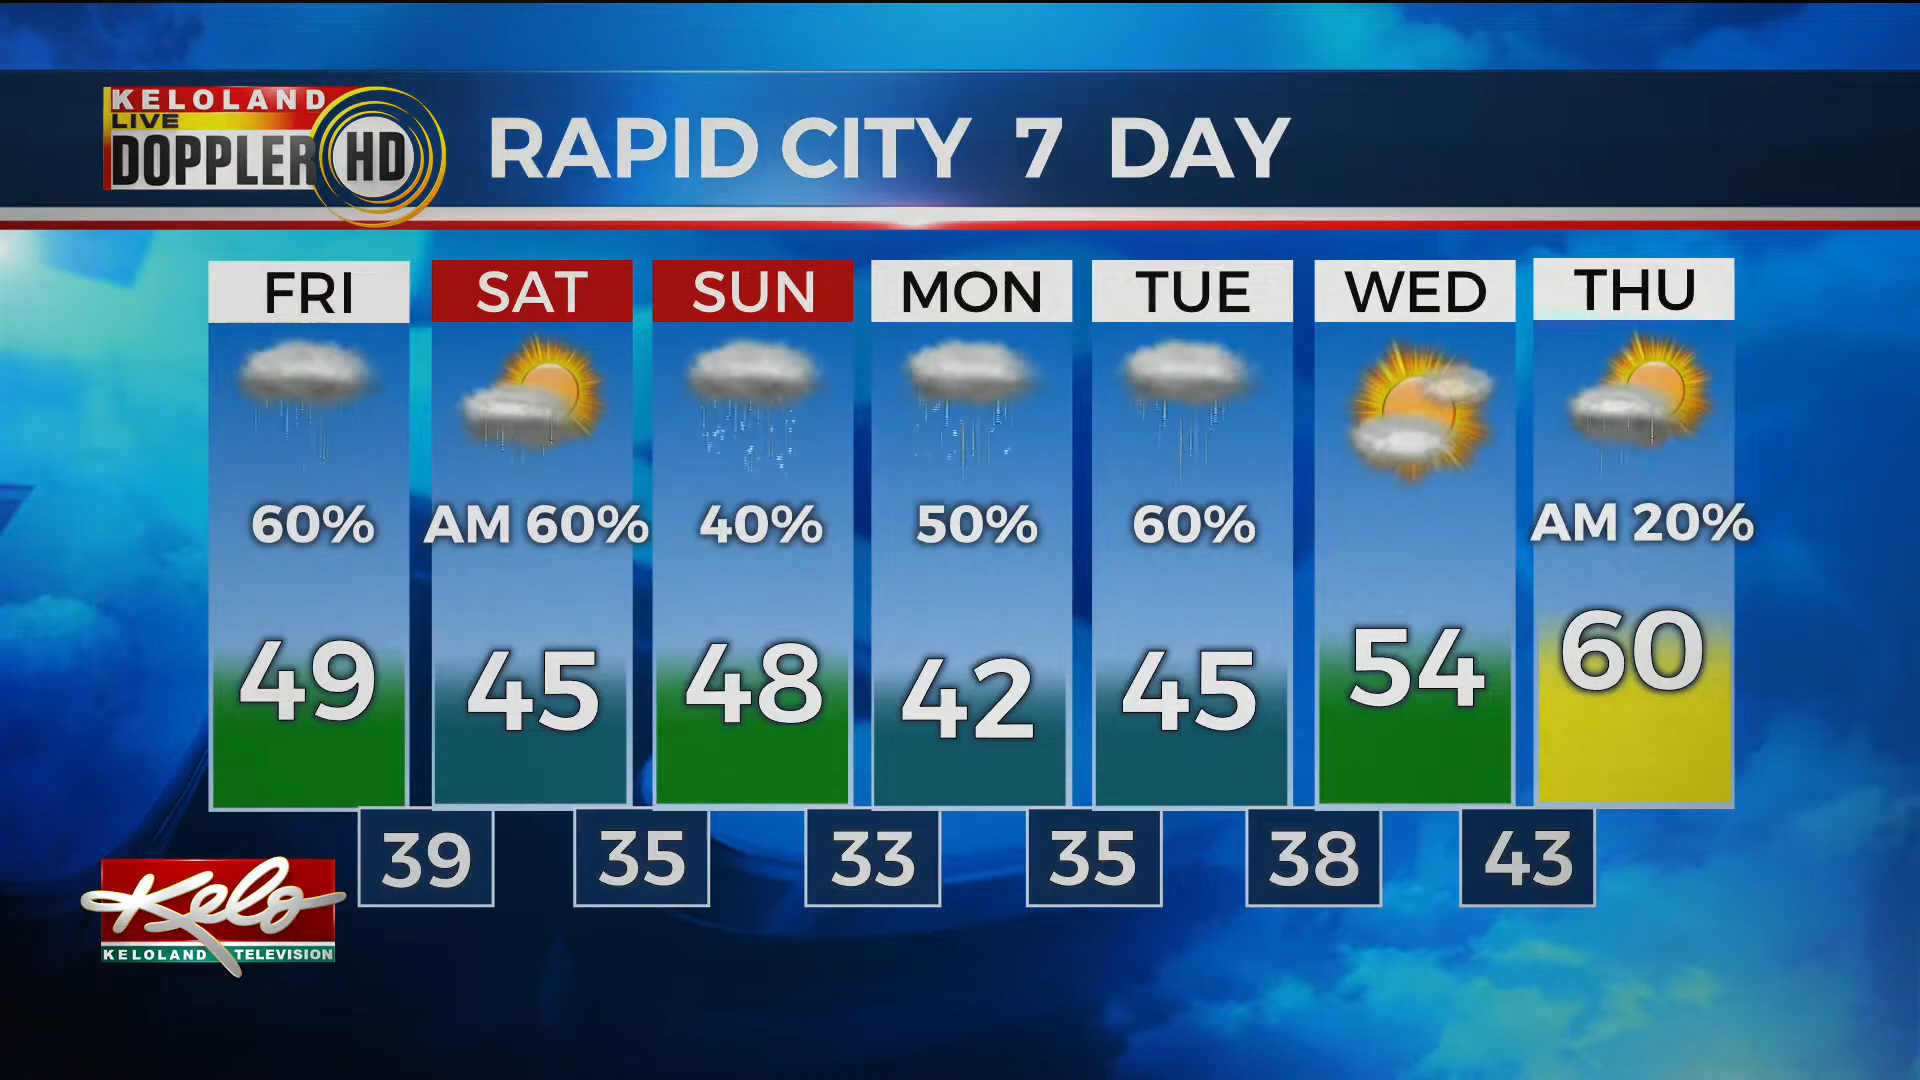 KELOLAND
LIVE
DOPPLER HD
RAPID CITY 7 DAY
FRI SAT SUN MON TUE WED THU
60% AM 60% 40% 50% 60% AM 20%
49 45 48 42 45 54 60
39 35 33 35 38 43
Kelo
KELOLAND TELEVISION